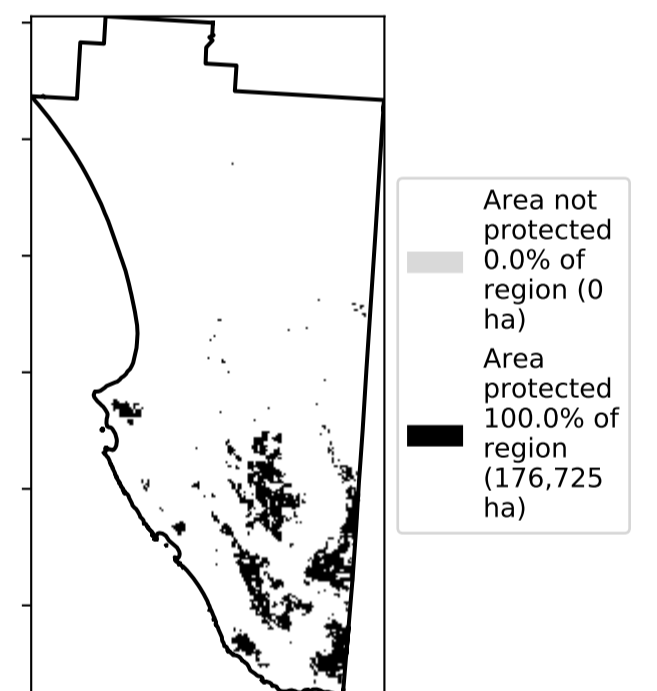 Area not
protected
0.0% of
region (0
ha)
Area
protected
100.0% of
region
(176,725
ha)